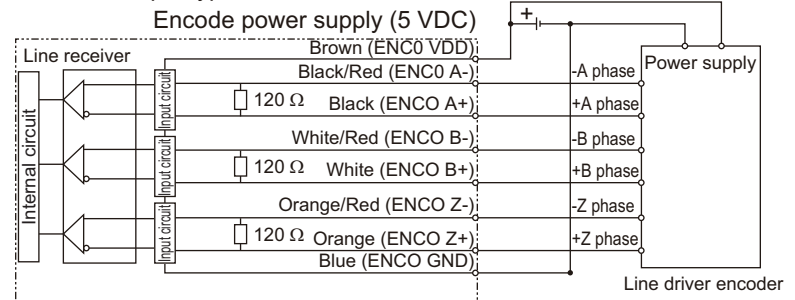 Encode power supply (5 VDC)
Line receiver
Brown (ENC0 VDD)
Black/Red (ENC0 A-)
-A phase
Power supply
Input circuit
120 Ω
Black (ENCO A+)
+A phase
Internal circuit
White/Red (ENCO B-)
-B phase
Input circuit
120 Ω
White (ENCO B+)
+B phase
Orange/Red (ENCO Z-)
-Z phase
Input circuit
120 Ω
Orange (ENCO Z+)
+Z phase
Blue (ENCO GND)
Line driver encoder
+